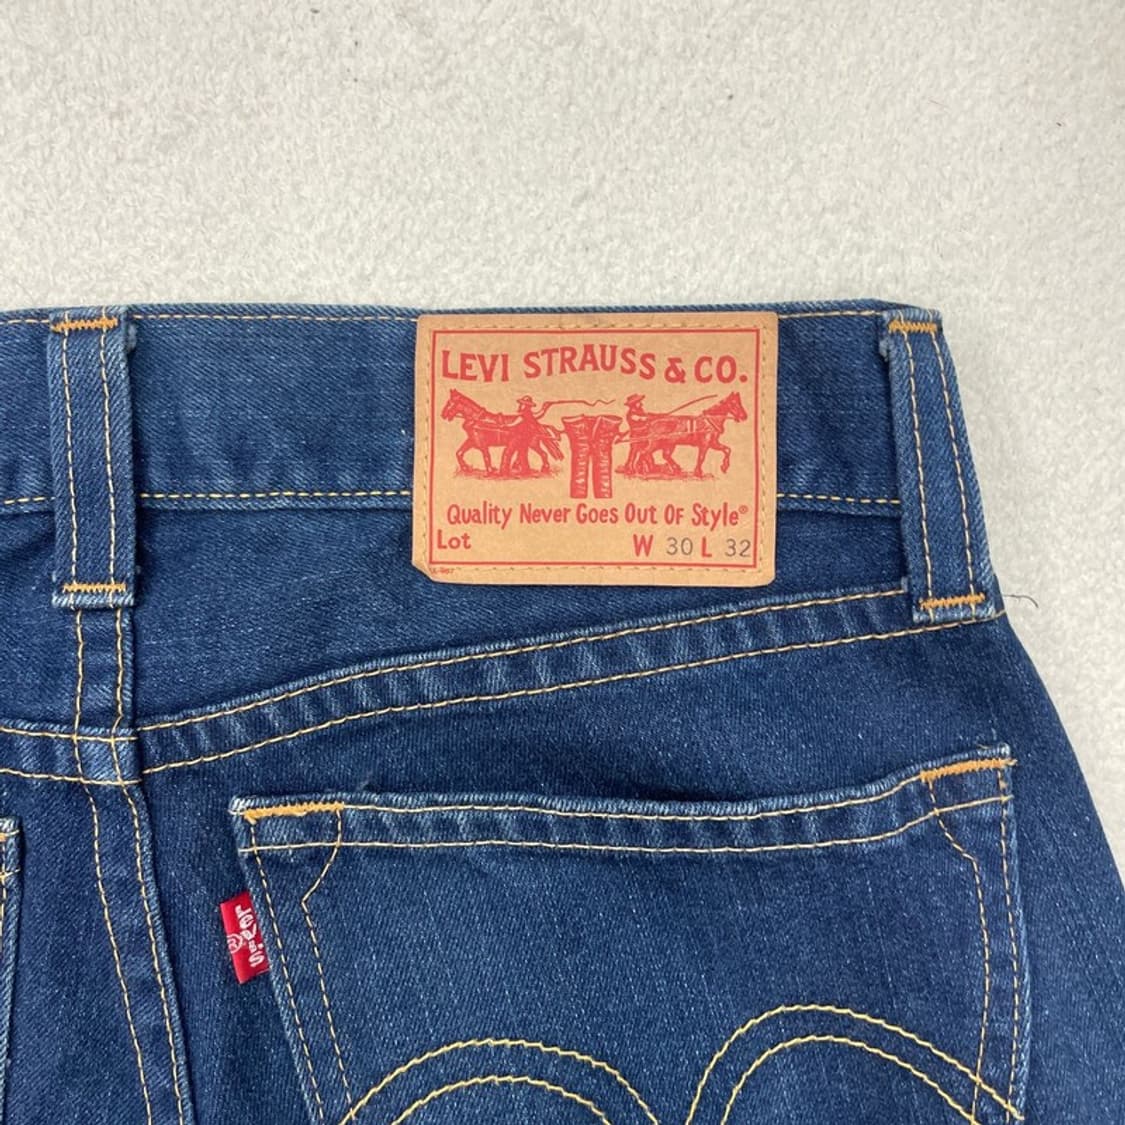 LEVI STRAUSS & CO.
Quality Never Goes Out Of Style®
Lot W 30 L 32
Levi's ®